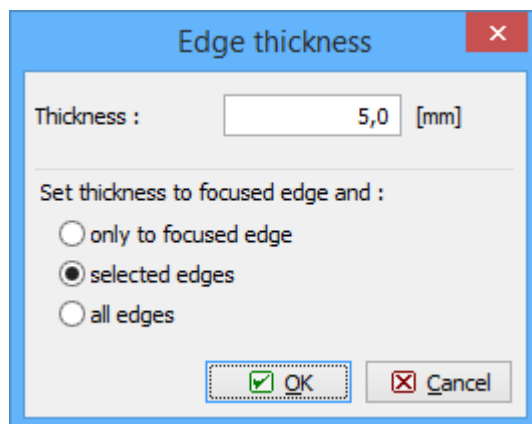 Edge thickness
Thickness : 5,0 [mm]
Set thickness to focused edge and :
only to focused edge
selected edges
all edges
OK Cancel